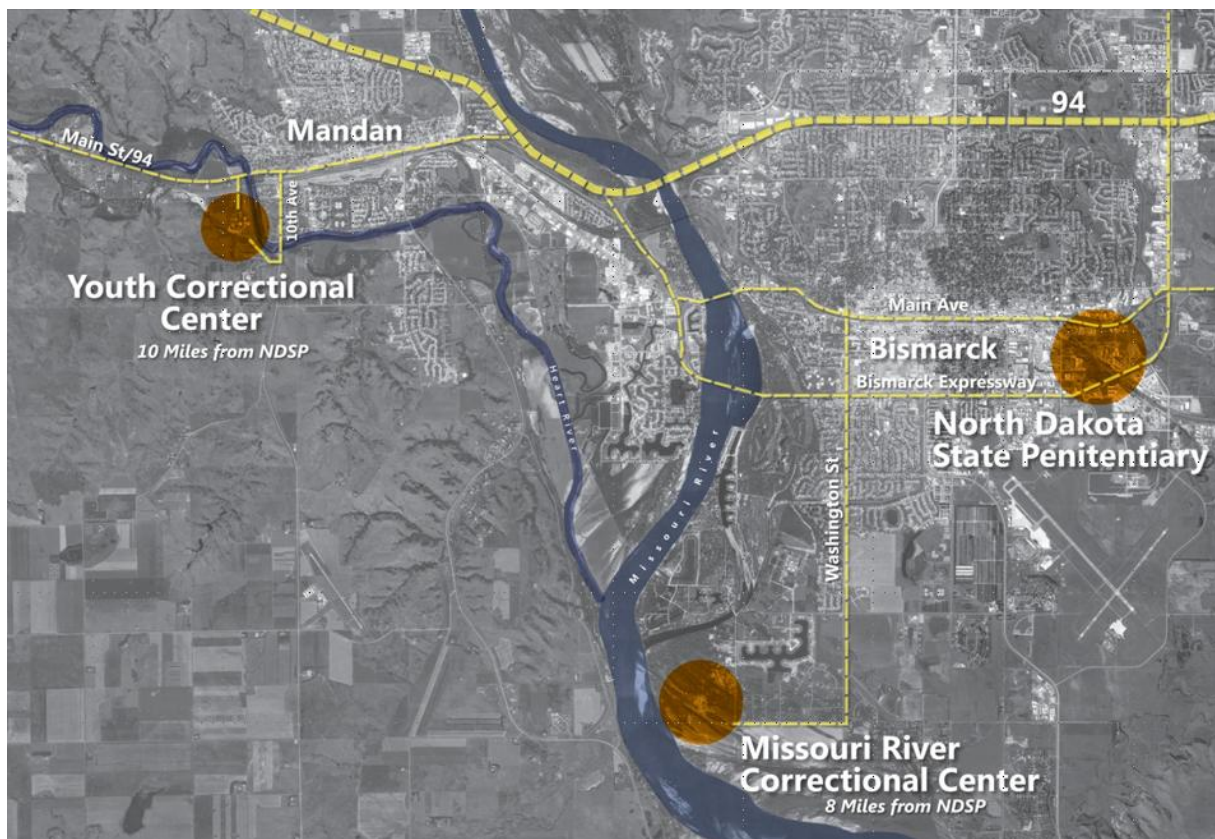 94
Mandan
Main St/94
10th Ave
Youth Correctional
Center
10 Miles from NDSP
Main Ave
Bismarck
Bismarck Expressway
Heart River
North Dakota
State Penitentiary
Missouri River
Washington St
Missouri River
Correctional Center
8 Miles from NDSP